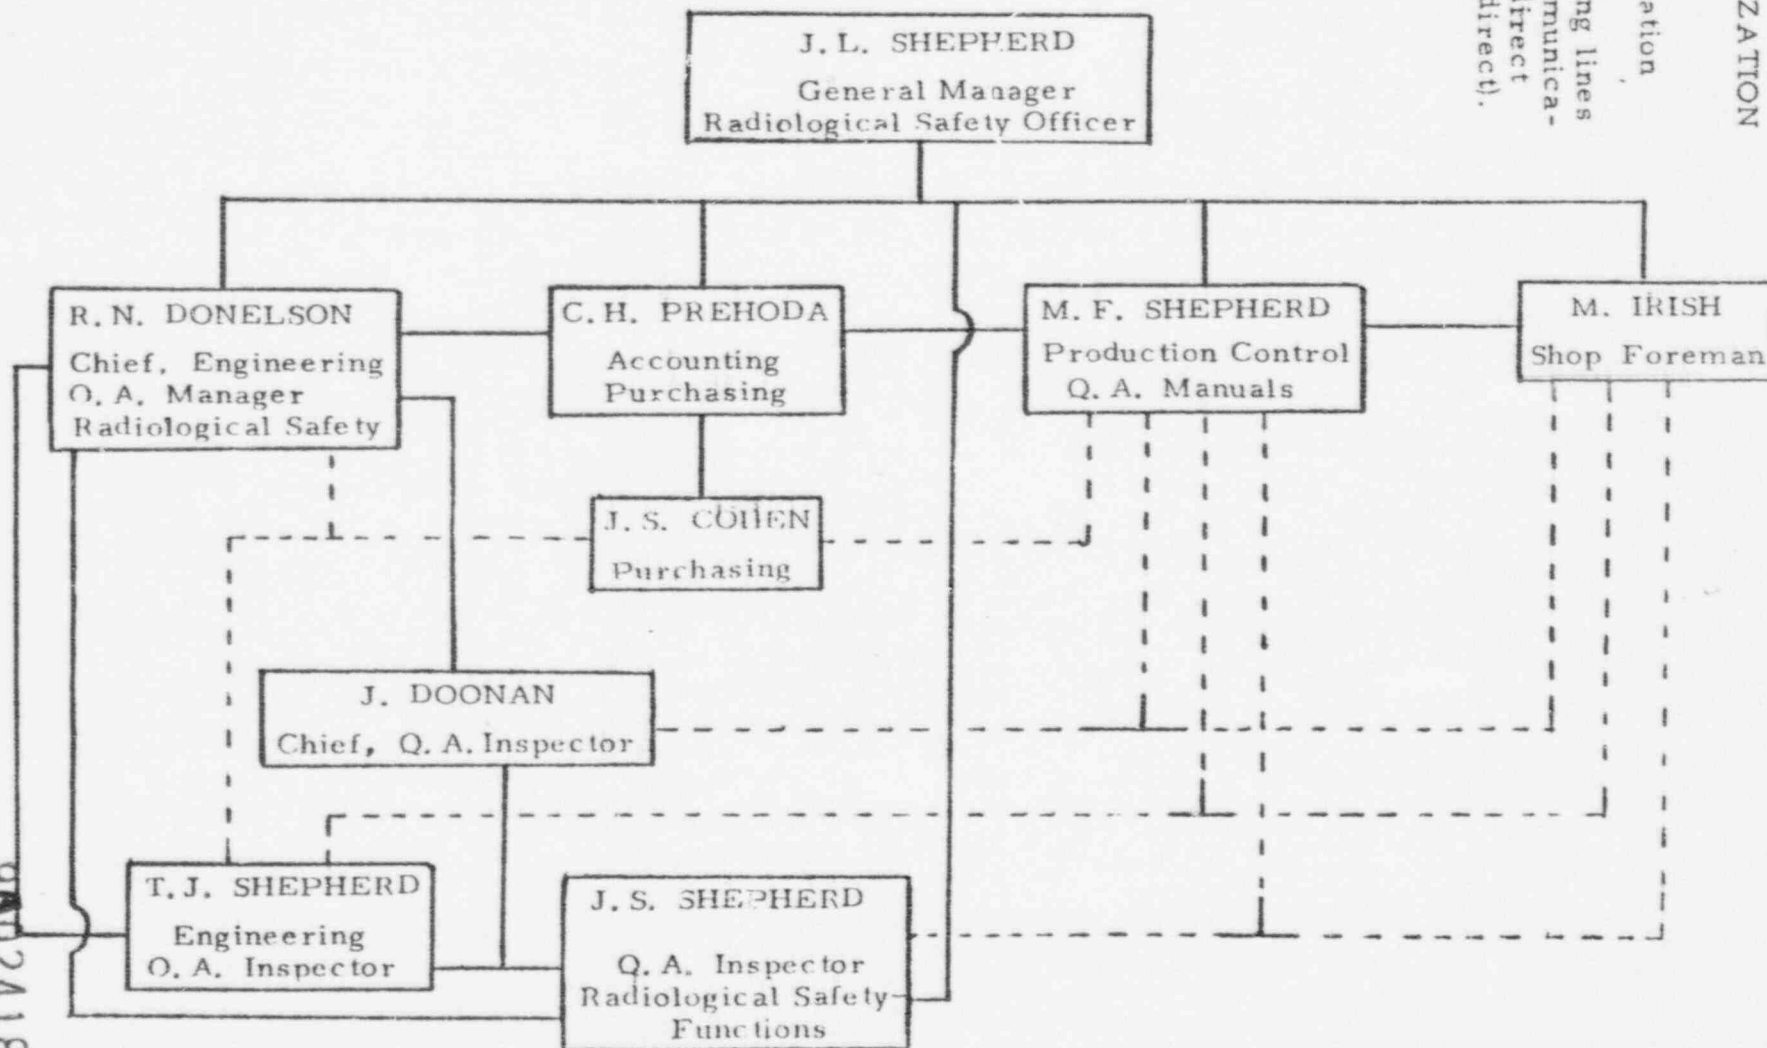 ZATION
ation
ng lines
munica-
irect
direct).
J. L. SHEPHERD
General Manager
Radiological Safety Officer
R. N. DONELSON
Chief, Engineering
Q. A. Manager
Radiological Safety
C. H. PREHODA
Accounting
Purchasing
M. F. SHEPHERD
Production Control
Q. A. Manuals
M. IRISH
Shop Foreman
J. S. COHEN
Purchasing
J. DOONAN
Chief, Q. A. Inspector
T. J. SHEPHERD
Engineering
Q. A. Inspector
J. S. SHEPHERD
Q. A. Inspector
Radiological Safety
Functions